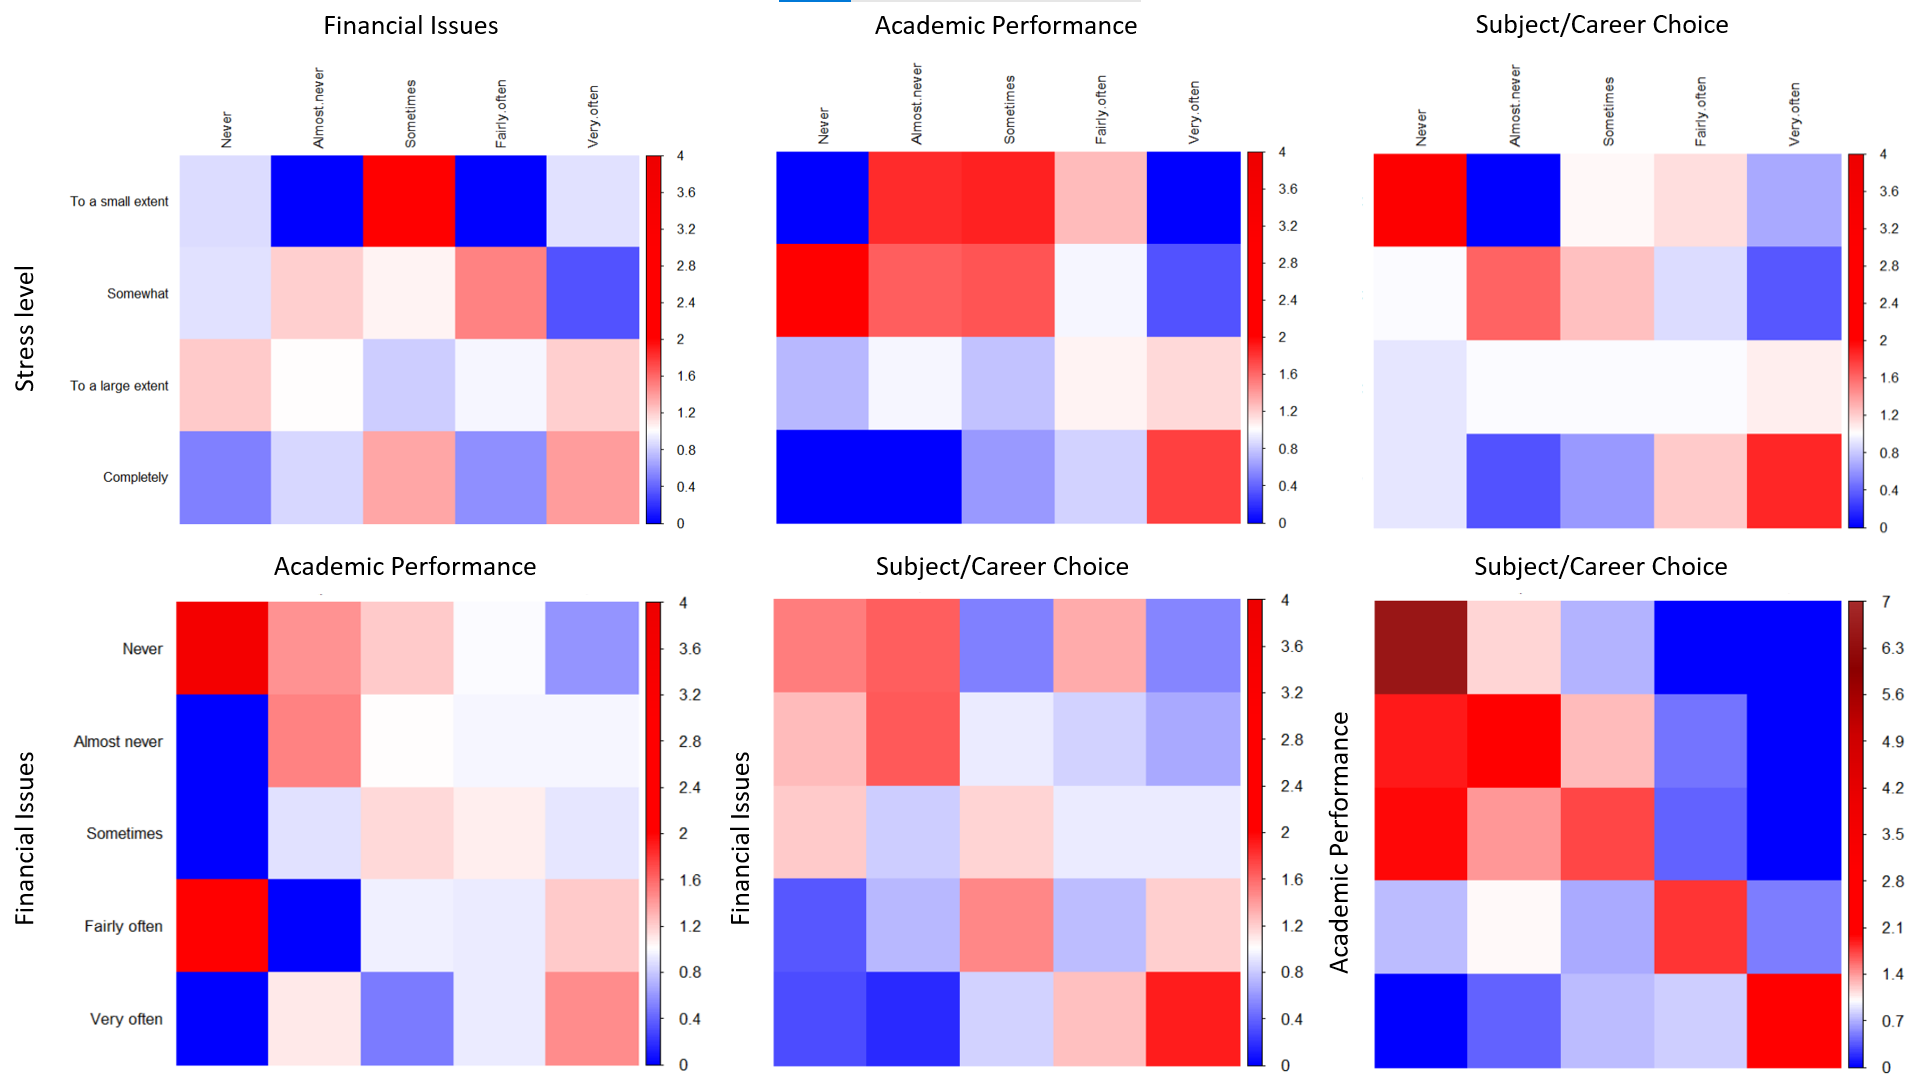 Financial Issues
Academic Performance
Subject/Career Choice
Never
Almost.never
Sometimes
Fairly.often
Very.often
Never
Almost.never
Sometimes
Fairly.often
Very.often
Never
Almost.never
Sometimes
Fairly.often
Very.often
Stress level
To a small extent
Somewhat
To a large extent
Completely
4
3.6
3.2
2.8
2.4
2
1.6
1.2
0.8
0.4
0
4
3.6
3.2
2.8
2.4
2
1.6
1.2
0.8
0.4
0
4
3.6
3.2
2.8
2.4
2
1.6
1.2
0.8
0.4
0
Academic Performance
Subject/Career Choice
Subject/Career Choice
Financial Issues
Never
Almost never
Sometimes
Fairly often
Very often
4
3.6
3.2
2.8
2.4
2
1.6
1.2
0.8
0.4
0
Financial Issues
4
3.6
3.2
2.8
2.4
2
1.6
1.2
0.8
0.4
0
Academic Performance
7
6.3
5.6
4.9
4.2
3.5
2.8
2.1
1.4
0.7
0